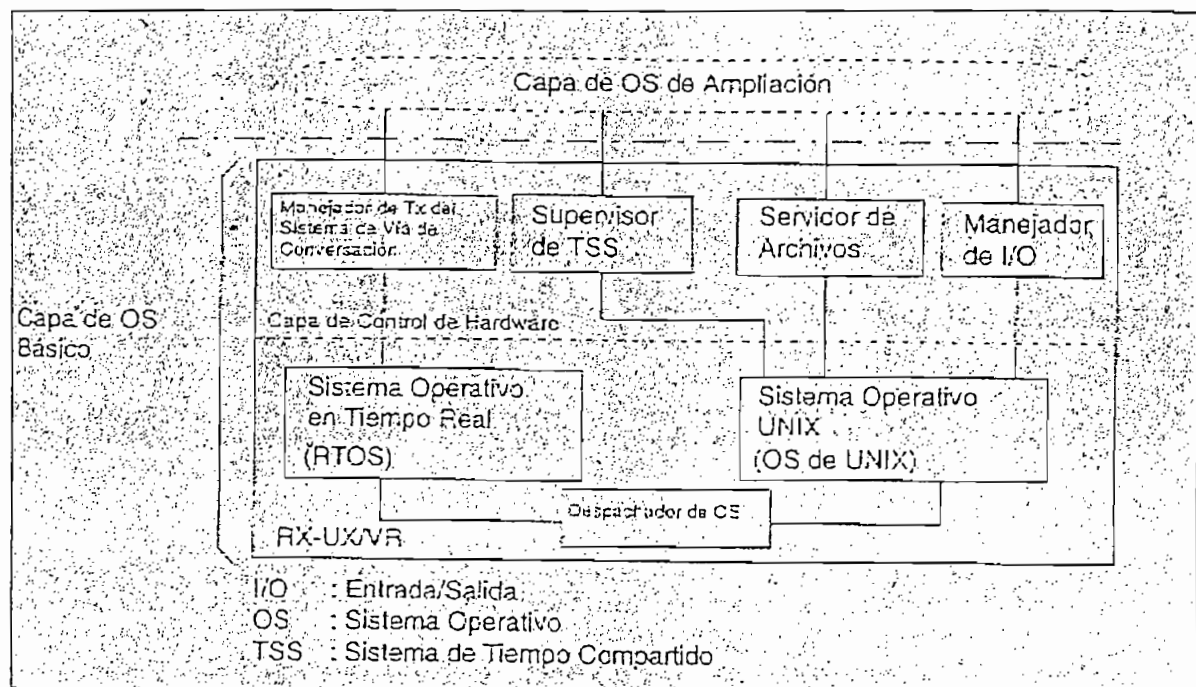 Capa de OS de Ampliación
Manejador de Tx del
Sistema de Vía de
Conversación
Supervisor
de TSS
Servidor de
Archivos
Manejador
de I/O
Capa de OS
Básico
Capa de Control de Hardware
Sistema Operativo
en Tiempo Real
(RTOS)
Sistema Operativo
UNIX
(OS de UNIX)
Despachador de OS
RX-UX/VR
I/O : Entrada/Salida
OS : Sistema Operativo
TSS : Sistema de Tiempo Compartido